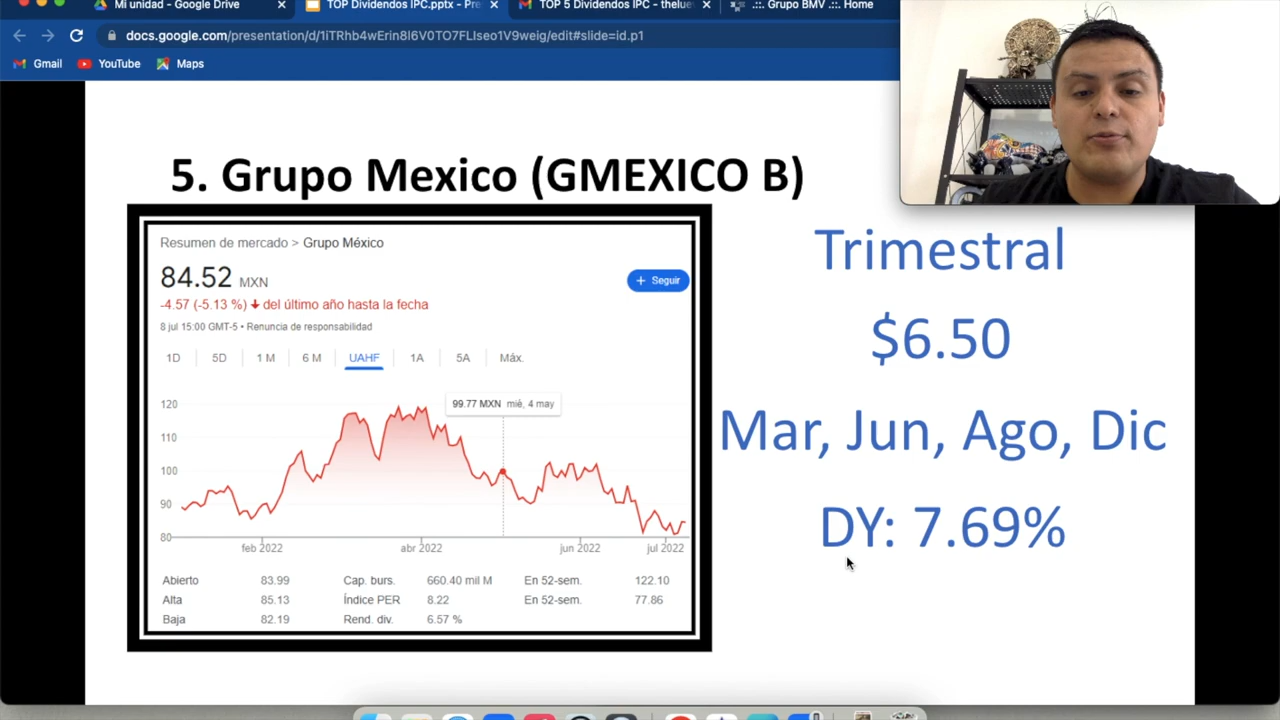 Mi unidad - Google Drive
TOP Dividendos IPC.pptx - Pre
TOP 5 Dividendos IPC - thelue
.:: Grupo BMV ::. Home
docs.google.com/presentation/d/1iTRhb4wErin8l6V0TO7FLIseo1V9weig/edit#slide=id.p1
Gmail
YouTube
Maps
5. Grupo Mexico (GMEXICO B)
Resumen de mercado > Grupo México
84.52 MXN
+ Seguir
-4.57 (-5.13 %) ↓ del último año hasta la fecha
8 jul 15:00 GMT-5 • Renuncia de responsabilidad
1D 5D 1 M 6 M UAHF 1A 5A Máx.
99.77 MXN mié, 4 may
120
110
100
90
80
feb 2022 abr 2022 jun 2022 jul 2022
Abierto 83.99 Cap. burs. 660.40 mil M En 52-sem. 122.10
Alta 85.13 Índice PER 8.22 En 52-sem. 77.86
Baja 82.19 Rend. div. 6.57 %
Trimestral
$6.50
Mar, Jun, Ago, Dic
DY: 7.69%